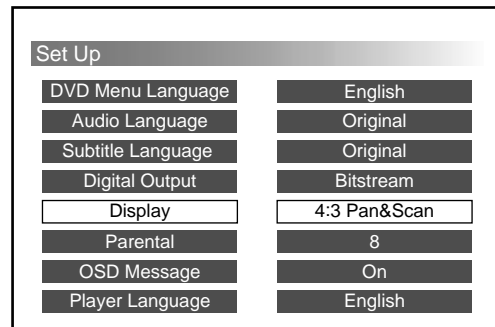 Set Up
DVD Menu Language English
Audio Language Original
Subtitle Language Original
Digital Output Bitstream
Display 4:3 Pan&Scan
Parental 8
OSD Message On
Player Language English